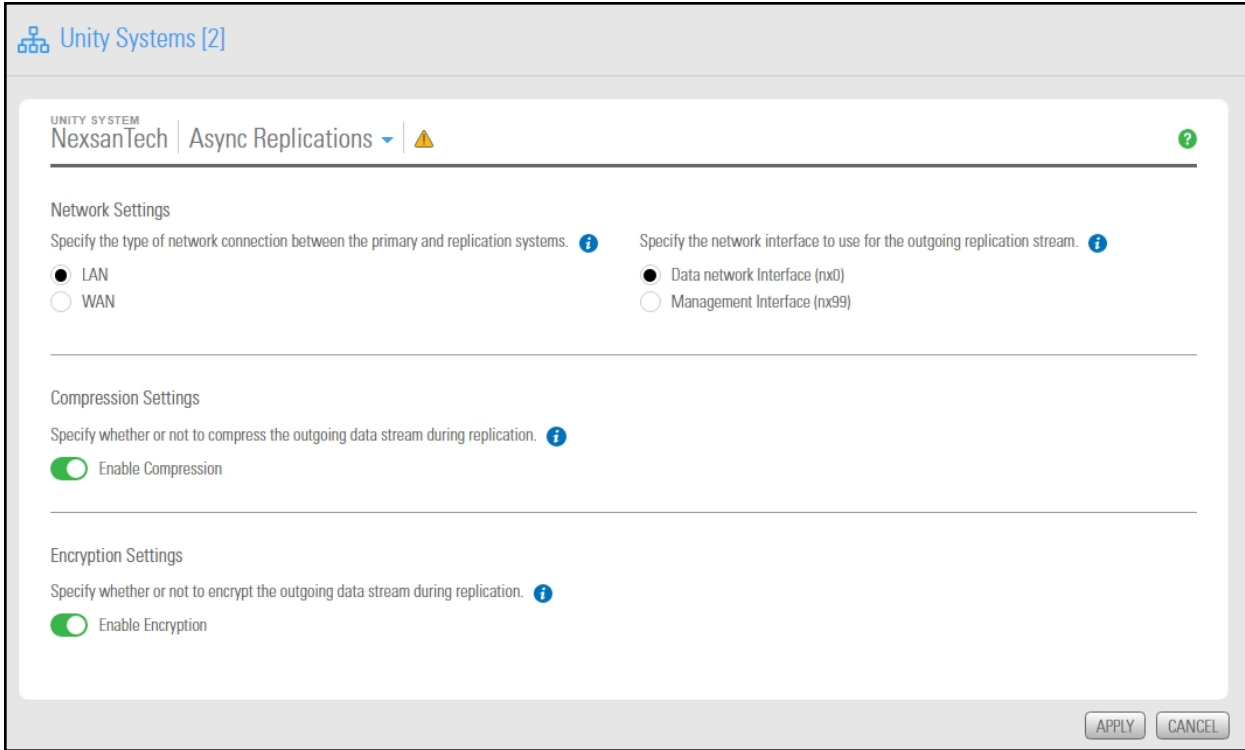 Unity Systems [2]
UNITY SYSTEM
NexsanTech
Async Replications
Network Settings
Specify the type of network connection between the primary and replication systems.
LAN
WAN
Specify the network interface to use for the outgoing replication stream.
Data network Interface (nx0)
Management Interface (nx99)
Compression Settings
Specify whether or not to compress the outgoing data stream during replication.
Enable Compression
Encryption Settings
Specify whether or not to encrypt the outgoing data stream during replication.
Enable Encryption
APPLY
CANCEL